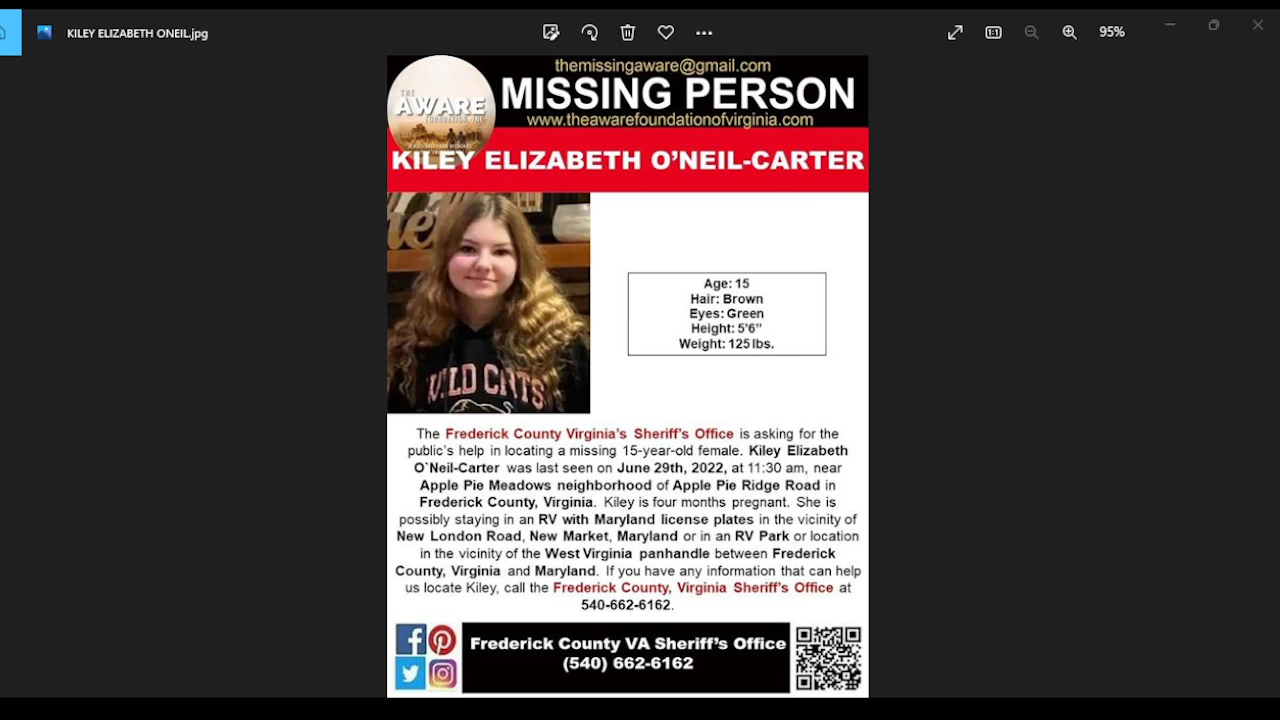 KILEY ELIZABETH ONEIL.jpg
95%
themissingaware@gmail.com
THE
AWARE
FOUNDATION, INC
MISSING PERSON
www.theawarefoundationofvirginia.com
KILEY ELIZABETH O'NEIL-CARTER
WILD CATS
Age: 15
Hair: Brown
Eyes: Green
Height: 5'6”
Weight: 125 lbs.
The Frederick County Virginia's Sheriff's Office is asking for the
public's help in locating a missing 15-year-old female. Kiley Elizabeth
O`Neil-Carter was last seen on June 29th, 2022, at 11:30 am, near
Apple Pie Meadows neighborhood of Apple Pie Ridge Road in
Frederick County, Virginia. Kiley is four months pregnant. She is
possibly staying in an RV with Maryland license plates in the vicinity of
New London Road, New Market, Maryland or in an RV Park or location
in the vicinity of the West Virginia panhandle between Frederick
County, Virginia and Maryland. If you have any information that can help
us locate Kiley, call the Frederick County, Virginia Sheriff's Office at
540-662-6162.
Frederick County VA Sheriff's Office
(540) 662-6162